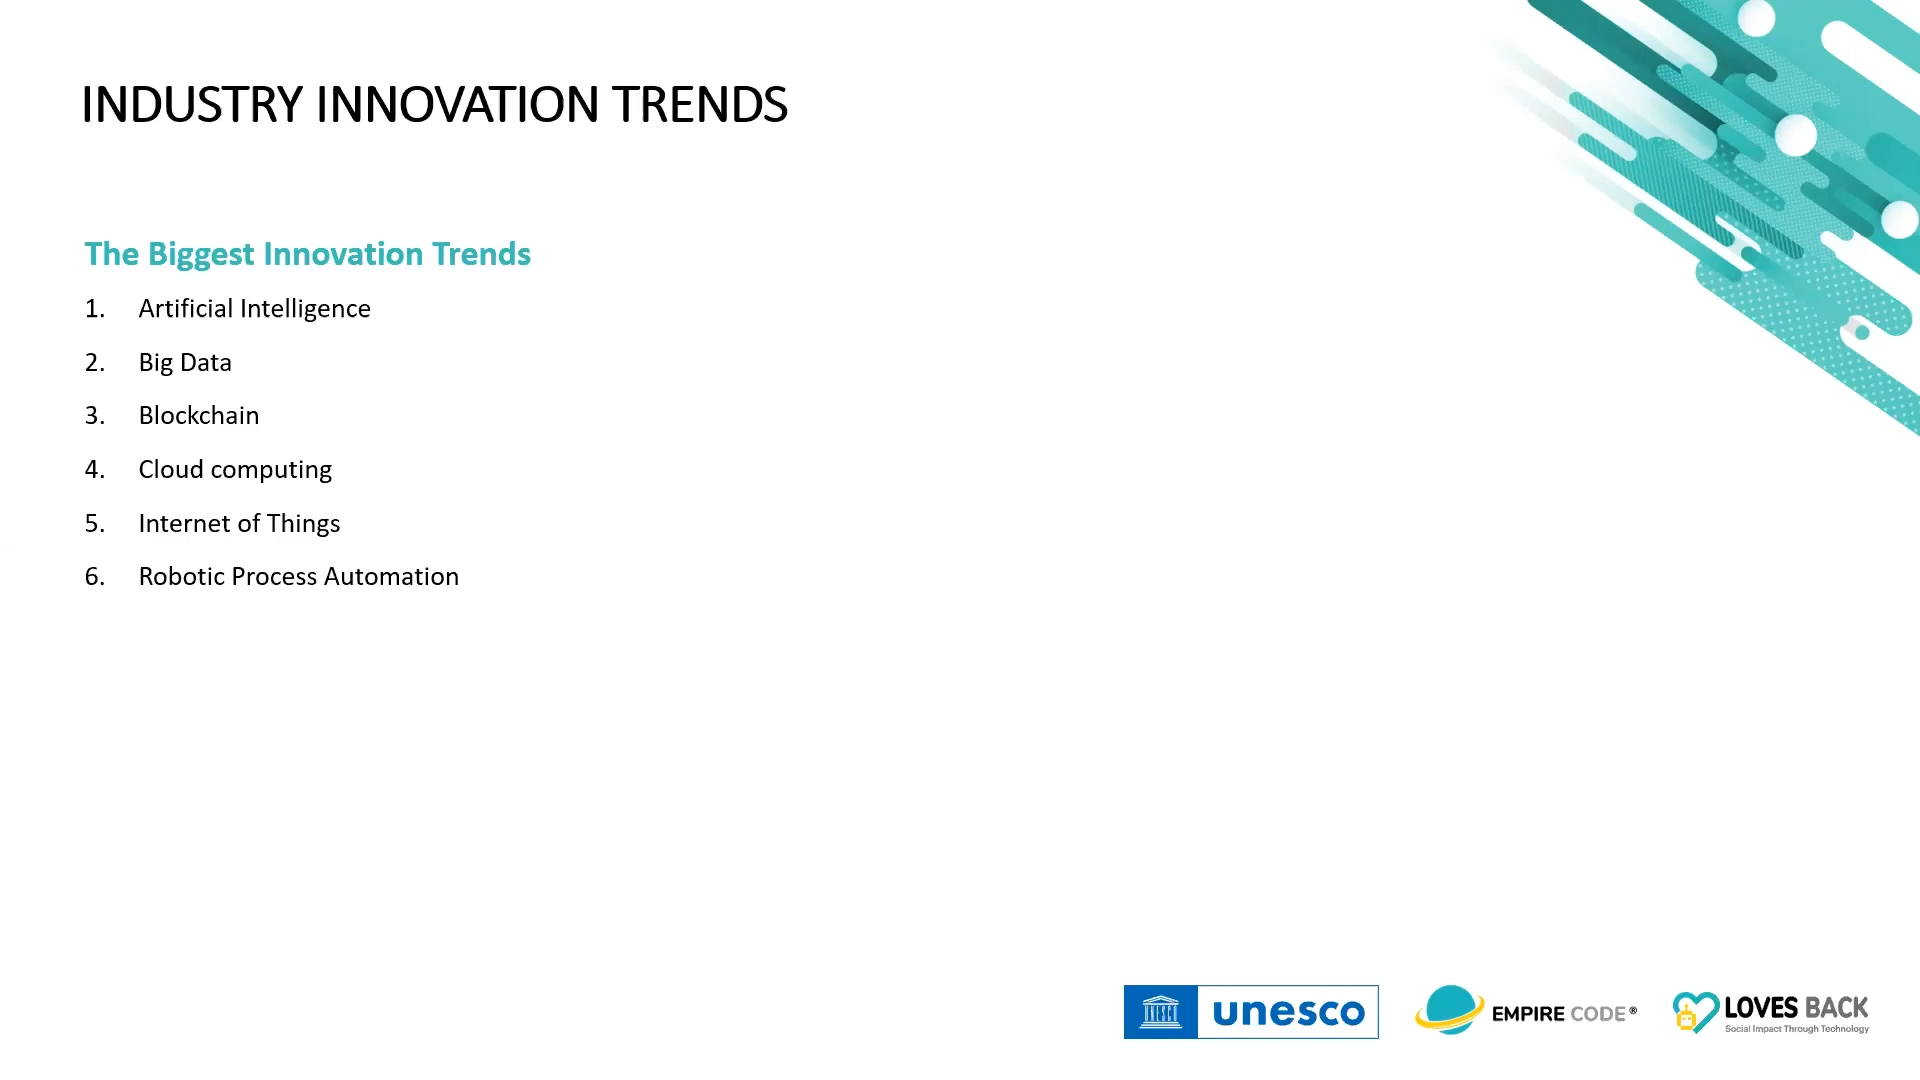 INDUSTRY INNOVATION TRENDS
The Biggest Innovation Trends
1. Artificial Intelligence
2. Big Data
3. Blockchain
4. Cloud computing
5. Internet of Things
6. Robotic Process Automation
UNESCO
unesco
EMPIRE CODE®
LOVES BACK
Social Impact Through Technology